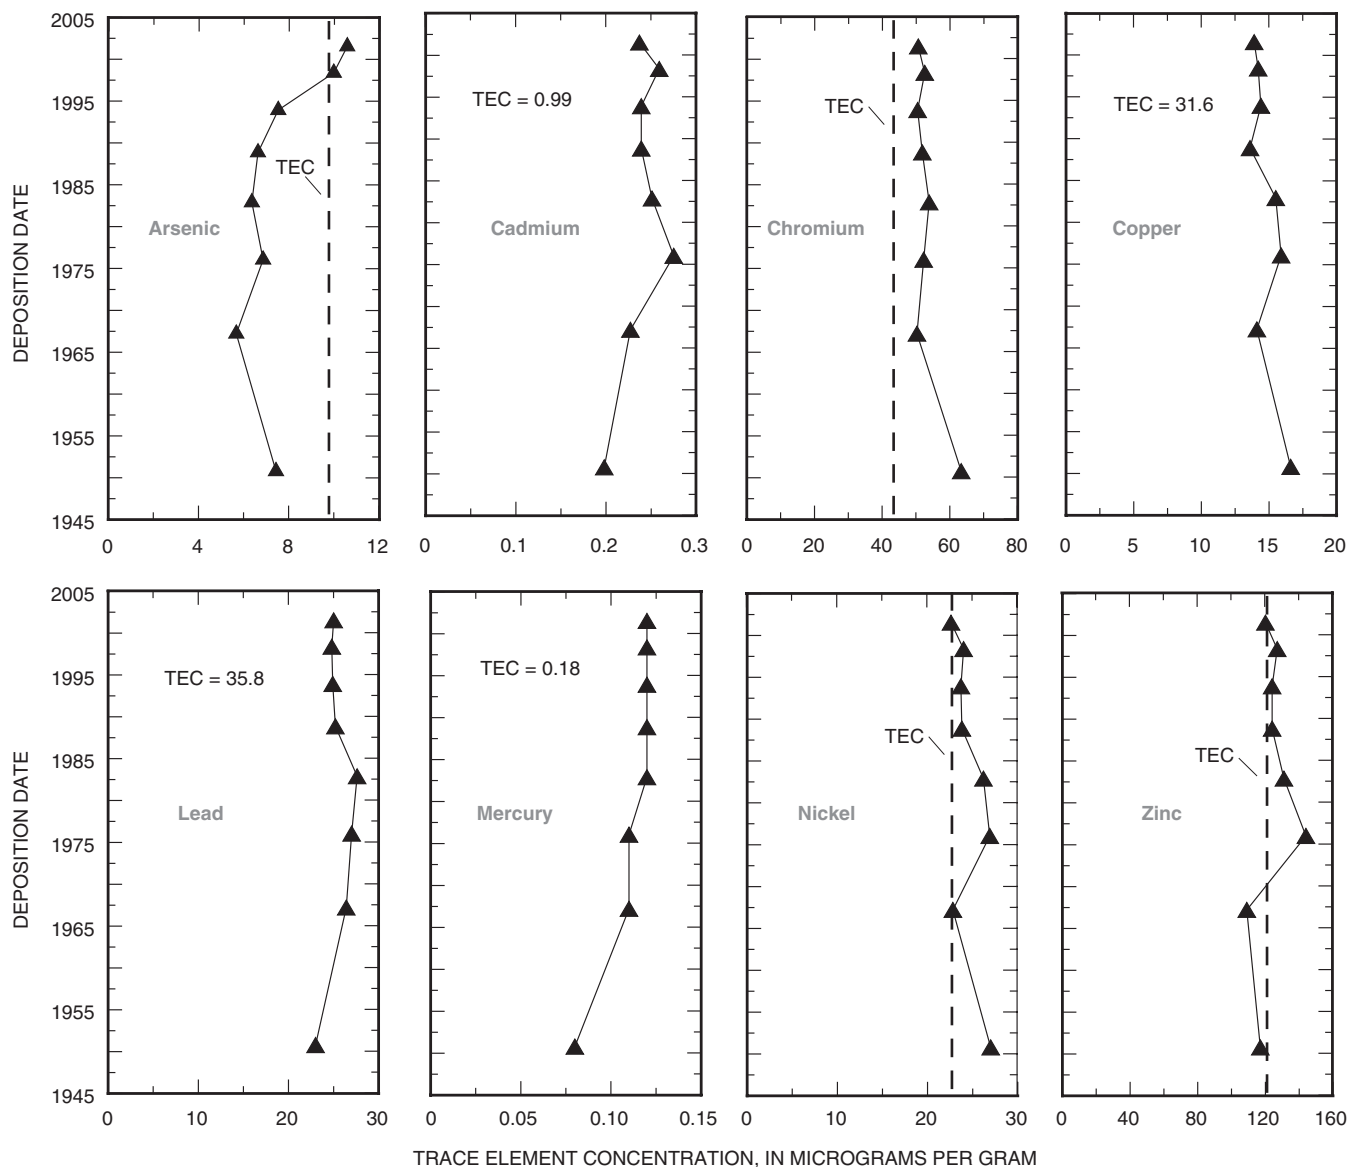 2005
1995
1985
1975
1965
1955
1945
DEPOSITION DATE
TEC
Arsenic
0 4 8 12
TEC = 0.99
Cadmium
0 0.1 0.2 0.3
TEC
Chromium
0 20 40 60 80
TEC = 31.6
Copper
0 5 10 15 20
2005
1995
1985
1975
1965
1955
1945
DEPOSITION DATE
TEC = 35.8
Lead
0 10 20 30
TEC = 0.18
Mercury
0 0.05 0.10 0.15
TEC
Nickel
0 10 20 30
TEC
Zinc
0 40 80 120 160
TRACE ELEMENT CONCENTRATION, IN MICROGRAMS PER GRAM